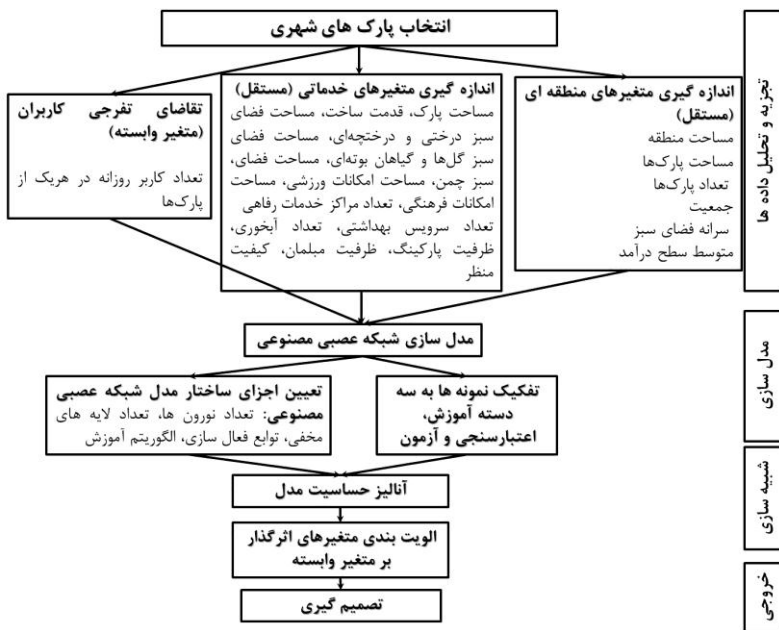 انتخاب پارک های شهری
اندازه گیری متغیرهای منطقه ای
(مستقل)
مساحت منطقه
مساحت پارک‌ها
تعداد پارک‌ها
جمعیت
سرانه فضای سبز
متوسط سطح درآمد
اندازه گیری متغیرهای خدماتی (مستقل)
مساحت پارک، قدمت ساخت، مساحت فضای
سبز درختی و درختچه‌ای، مساحت فضای
سبز گل‌ها و گیاهان بوته‌ای، مساحت فضای،
سبز چمن، مساحت امکانات ورزشی، مساحت
امکانات فرهنگی، تعداد مراکز خدمات رفاهی
تعداد سرویس بهداشتی، تعداد آبخوری،
ظرفیت پارکینگ، ظرفیت مبلمان، کیفیت
منظر
تقاضای تفرجی کاربران
(متغیر وابسته)
تعداد کاربر روزانه در هریک از
پارک‌ها
تجزیه و تحلیل داده ها
مدل سازی شبکه عصبی مصنوعی
تفکیک نمونه ها به سه
دسته آموزش،
اعتبارسنجی و آزمون
تعیین اجزای ساختار مدل شبکه عصبی
مصنوعی: تعداد نورون ها، تعداد لایه های
مخفی، توابع فعال سازی، الگوریتم آموزش
مدل سازی
آنالیز حساسیت مدل
الویت بندی متغیرهای اثرگذار
بر متغیر وابسته
شبیه سازی
تصمیم گیری
خروجی